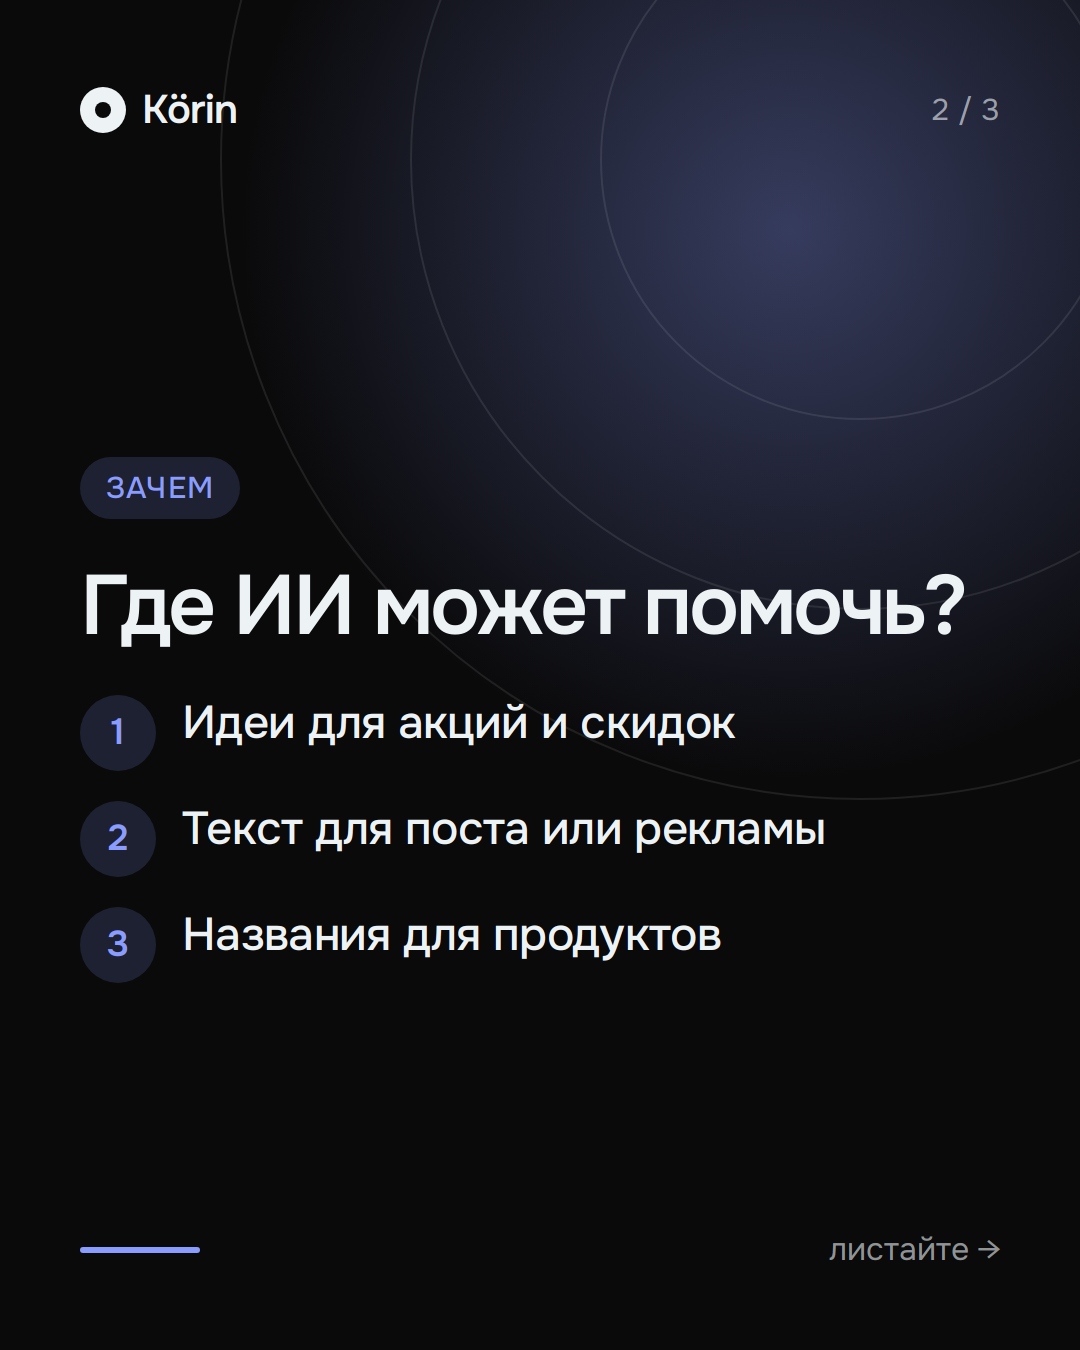 Körin
2 / 3
ЗАЧЕМ
Где ИИ может помочь?
1 Идеи для акций и скидок
2 Текст для поста или рекламы
3 Названия для продуктов
листайте →